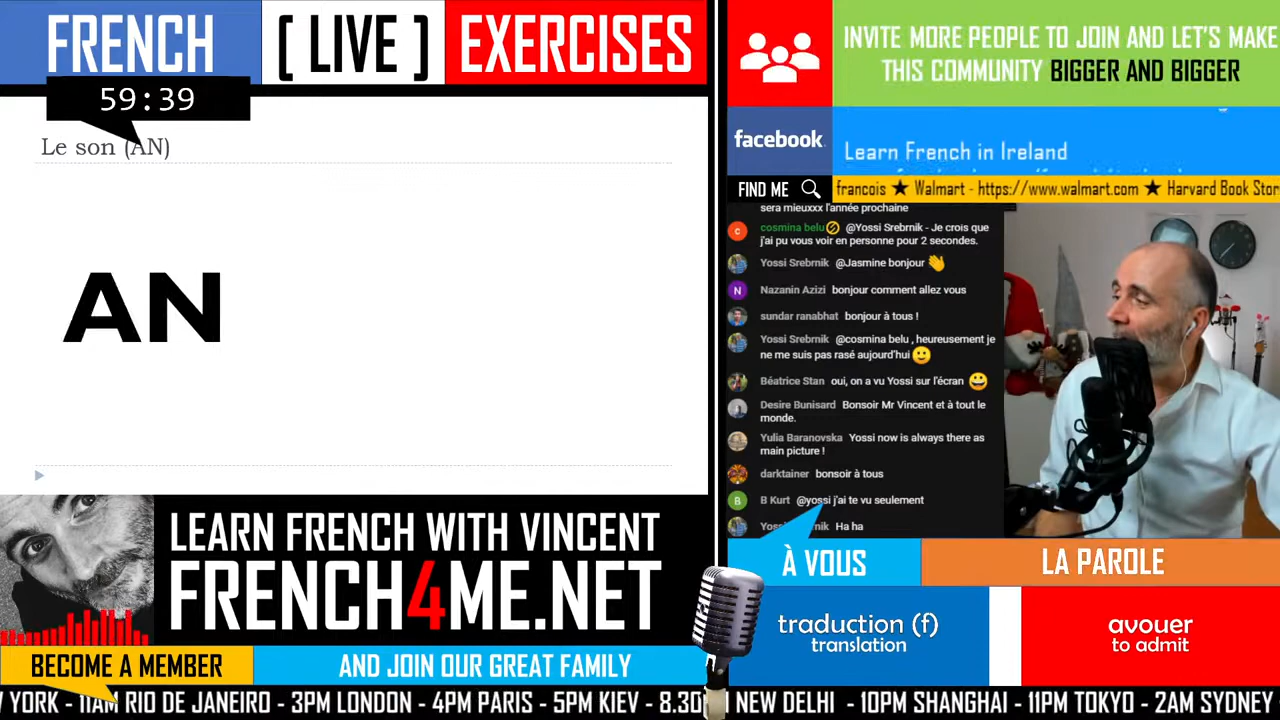 FRENCH [ LIVE ] EXERCISES
59:39
Le son (AN)
AN
LEARN FRENCH WITH VINCENT
FRENCH4ME.NET
BECOME A MEMBER
AND JOIN OUR GREAT FAMILY
INVITE MORE PEOPLE TO JOIN AND LET'S MAKE
THIS COMMUNITY BIGGER AND BIGGER
facebook.
Learn French in Ireland
FIND ME
francois ★ Walmart - https://www.walmart.com ★ Harvard Book Stor
sera mieuxxx l'année prochaine
cosmina belu @Yossi Srebrnik - Je crois que
j'ai pu vous voir en personne pour 2 secondes.
Yossi Srebrnik @Jasmine bonjour 👋
N Nazanin Azizi bonjour comment allez vous
sundar ranabhat bonjour à tous !
Yossi Srebrnik @cosmina belu , heureusement je
ne me suis pas rasé aujourd'hui 🙂
Béatrice Stan oui, on a vu Yossi sur l'écran 😀
Desire Bunisard Bonsoir Mr Vincent et à tout le
monde.
Yulia Baranovska Yossi now is always there as
main picture !
darktainer bonsoir à tous
B B Kurt @yossi j'ai te vu seulement
Ha ha
À VOUS
LA PAROLE
traduction (f)
translation
avouer
to admit
YORK - 11AM RIO DE JANEIRO - 3PM LONDON - 4PM PARIS - 5PM KIEV - 8.30 NEW DELHI - 10PM SHANGHAI - 11PM TOKYO - 2AM SYDNEY